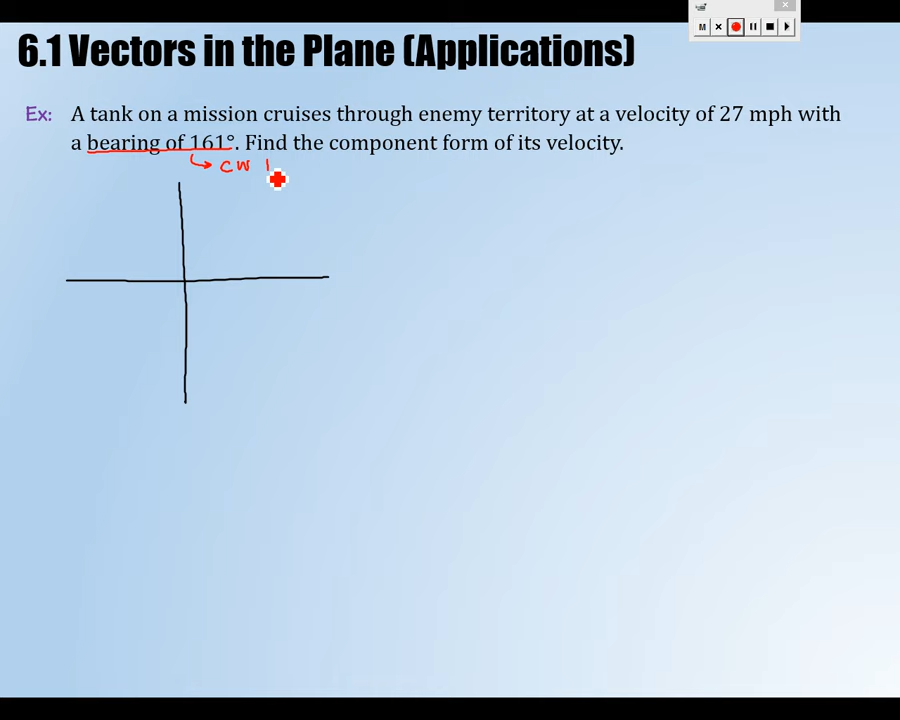 M
6.1 Vectors in the Plane (Applications)
Ex: A tank on a mission cruises through enemy territory at a velocity of 27 mph with
a bearing of 161°. Find the component form of its velocity.
CW